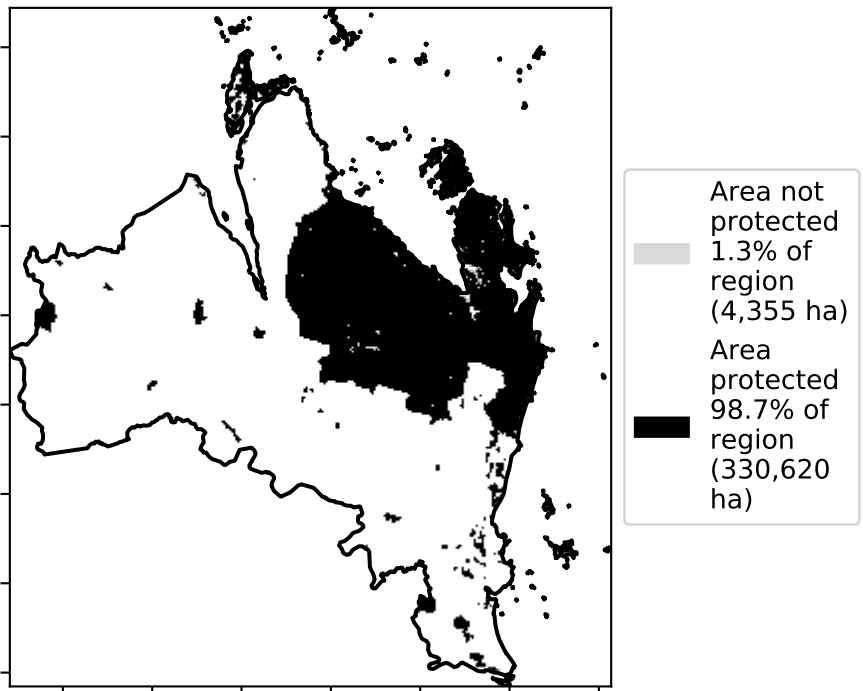 Area not
protected
1.3% of
region
(4,355 ha)
Area
protected
98.7% of
region
(330,620
ha)